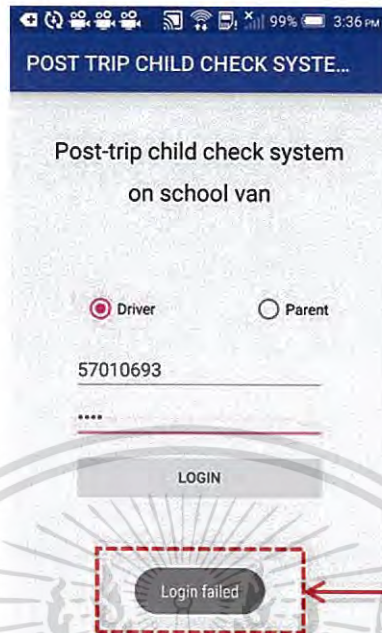 99% 3:36 PM
POST TRIP CHILD CHECK SYSTE...
Post-trip child check system
on school van
Driver Parent
57010693
••••
LOGIN
Login failed